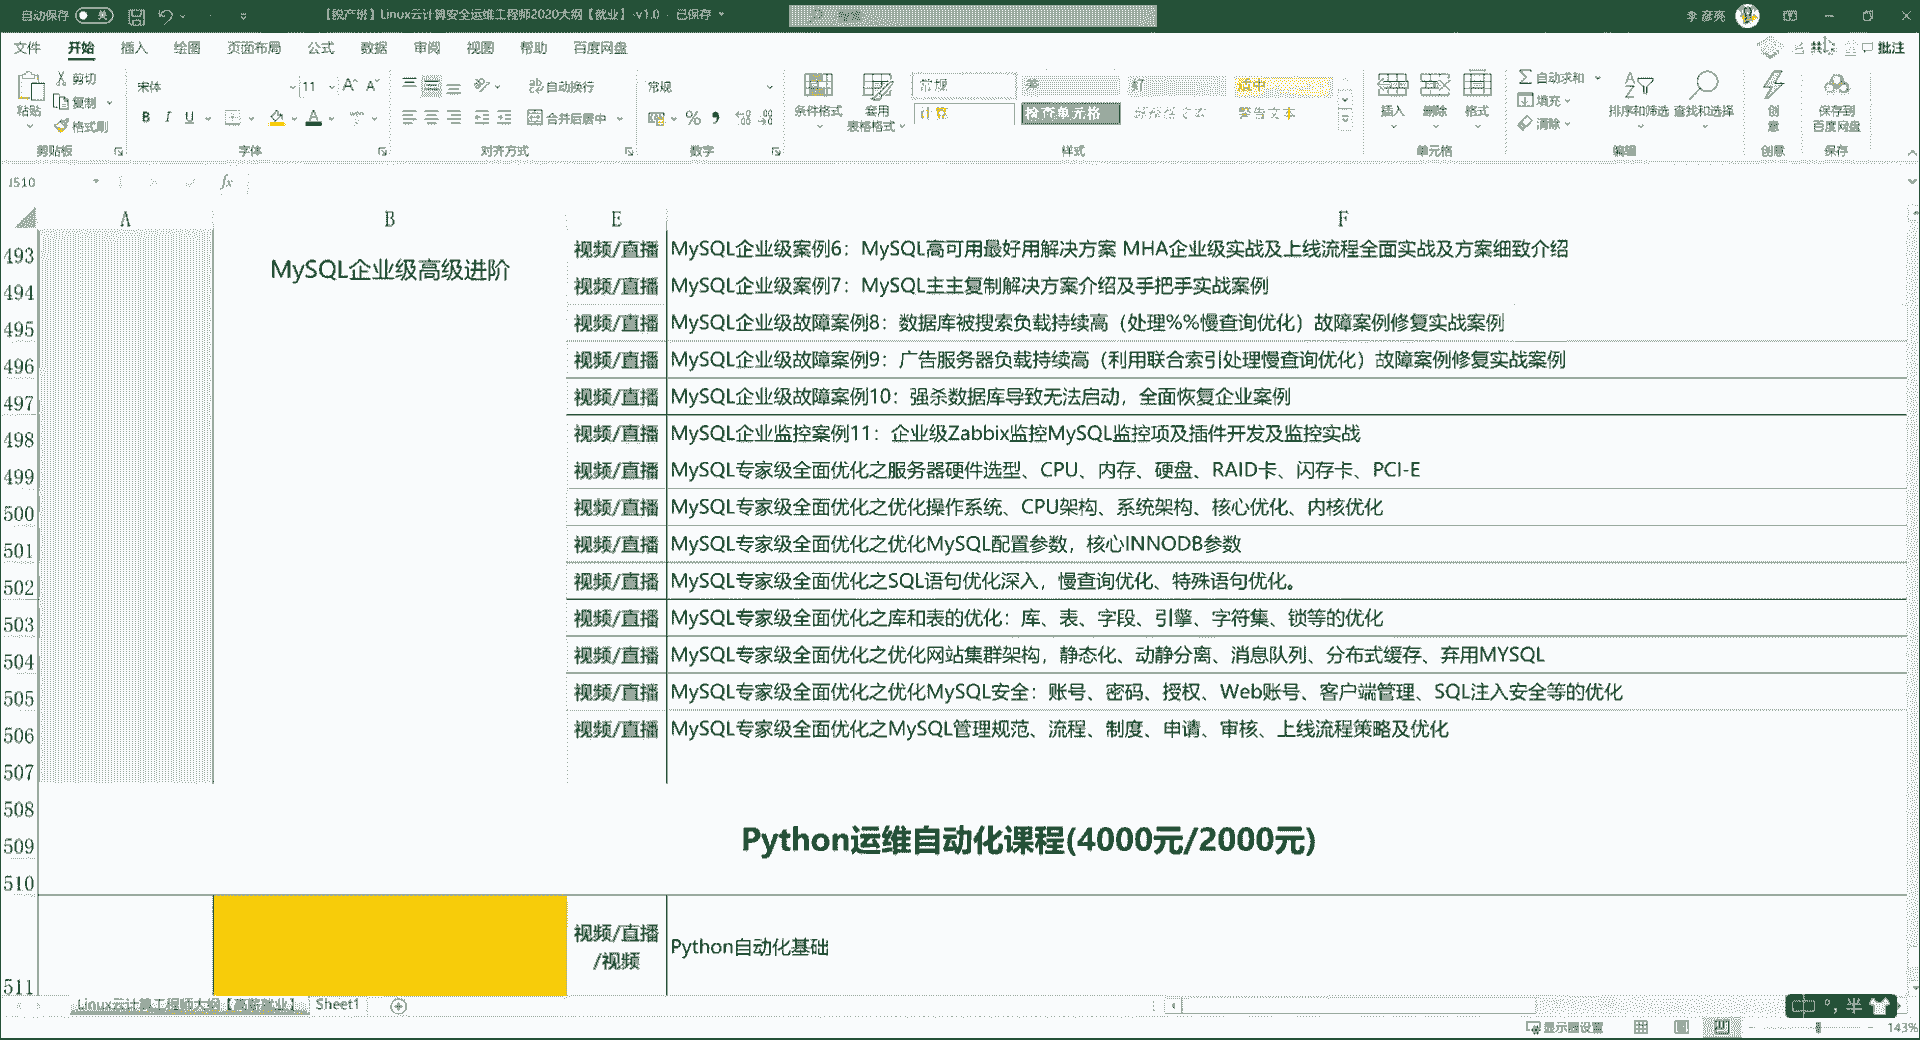 自动保存 关 【脱产班】Linux云计算安全运维工程师2020大纲【就业】-v1.0 · 已保存 李彦亮
文件 开始 插入 绘图 页面布局 公式 数据 审阅 视图 帮助 百度网盘 批注
粘贴 剪切 复制 格式刷 剪贴板
宋体 11 B I U 字体
自动换行 合并后居中 对齐方式
常规 % 数字
条件格式 套用表格格式 常规 差 好 适中
计算 检查单元格 解释性文本 警告文本 样式
插入 删除 格式 单元格
自动求和 填充 清除 排序和筛选 查找和选择 编辑
创意 创意 保存到百度网盘 保存
J510 fx
A B E F
MySQL企业级高级进阶
493 视频/直播 MySQL企业级案例6：MySQL高可用最好用解决方案 MHA企业级实战及上线流程全面实战及方案细致介绍
494 视频/直播 MySQL企业级案例7：MySQL主主复制解决方案介绍及手把手实战案例
495 视频/直播 MySQL企业级故障案例8：数据库被搜索负载持续高（处理%%慢查询优化）故障案例修复实战案例
496 视频/直播 MySQL企业级故障案例9：广告服务器负载持续高（利用联合索引处理慢查询优化）故障案例修复实战案例
497 视频/直播 MySQL企业级故障案例10：强杀数据库导致无法启动，全面恢复企业案例
498 视频/直播 MySQL企业监控案例11：企业级Zabbix监控MySQL监控项及插件开发及监控实战
499 视频/直播 MySQL专家级全面优化之服务器硬件选型、CPU、内存、硬盘、RAID卡、闪存卡、PCI-E
500 视频/直播 MySQL专家级全面优化之优化操作系统、CPU架构、系统架构、核心优化、内核优化
501 视频/直播 MySQL专家级全面优化之优化MySQL配置参数，核心INNODB参数
502 视频/直播 MySQL专家级全面优化之SQL语句优化深入，慢查询优化、特殊语句优化。
503 视频/直播 MySQL专家级全面优化之库和表的优化：库、表、字段、引擎、字符集、锁等的优化
504 视频/直播 MySQL专家级全面优化之优化网站集群架构，静态化、动静分离、消息队列、分布式缓存、弃用MYSQL
505 视频/直播 MySQL专家级全面优化之优化MySQL安全：账号、密码、授权、Web账号、客户端管理、SQL注入安全等的优化
506 视频/直播 MySQL专家级全面优化之MySQL管理规范、流程、制度、申请、审核、上线流程策略及优化
507
508
509 Python运维自动化课程(4000元/2000元)
510
511 视频/直播/视频 Python自动化基础
Linux云计算工程师大纲【高薪就业】 Sheet1
中 °, 半
显示器设置 143%